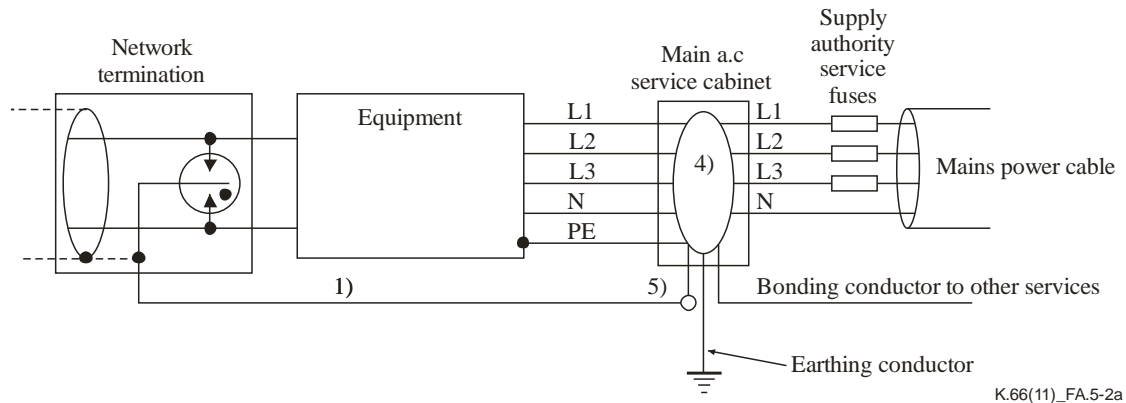 Network
termination
Equipment
L1
L2
L3
N
PE
Main a.c
service cabinet
4)
L1
L2
L3
N
Supply
authority
service
fuses
Mains power cable
1)
5)
Bonding conductor to other services
Earthing conductor
K.66(11)_FA.5-2a